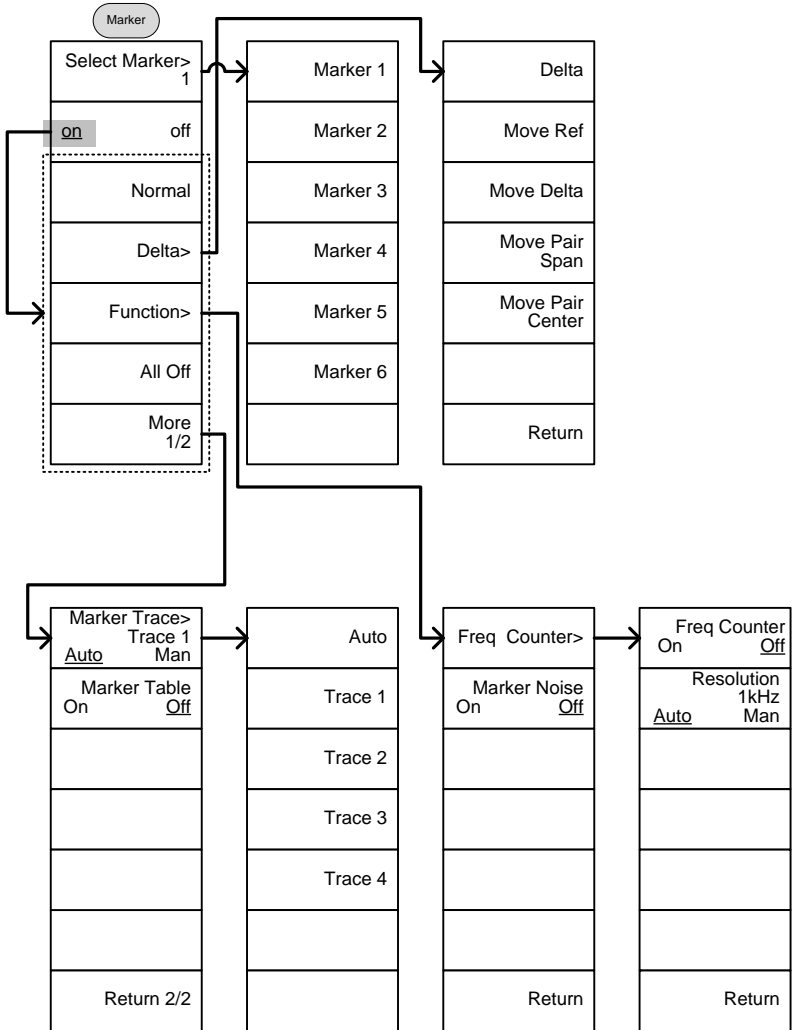 Marker
Select Marker>
1
on off
Normal
Delta>
Function>
All Off
More
1/2
Marker 1
Marker 2
Marker 3
Marker 4
Marker 5
Marker 6
Delta
Move Ref
Move Delta
Move Pair
Span
Move Pair
Center
Return
Marker Trace>
Trace 1
Auto Man
Marker Table
On Off
Return 2/2
Auto
Trace 1
Trace 2
Trace 3
Trace 4
Freq Counter>
Marker Noise
On Off
Return
Freq Counter
On Off
Resolution
1kHz
Auto Man
Return